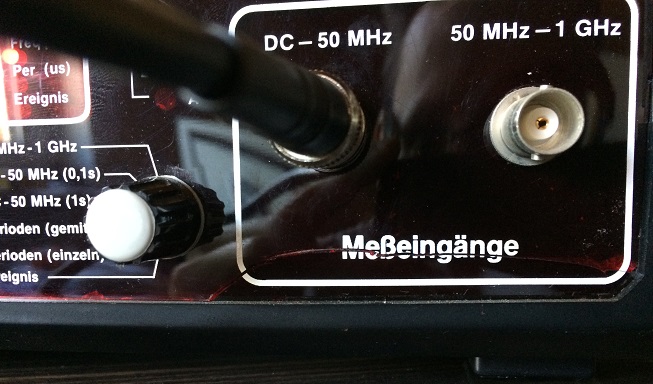 Per (us)
Ereignis
MHz-1 GHz
-50 MHz (0,1s)
-50 MHz (1s)
(einzeln)
DC – 50 MHz
50 MHz – 1 GHz
Meßeingänge